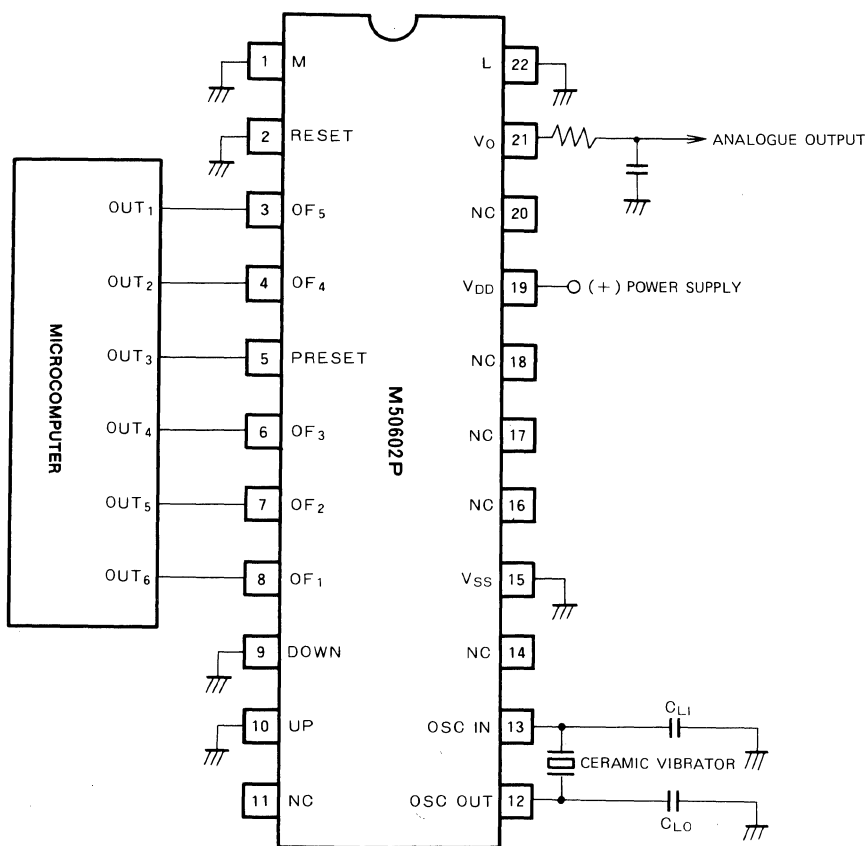 MICROCOMPUTER
OUT1
OUT2
OUT3
OUT4
OUT5
OUT6
M50602P
1 M
2 RESET
3 OF5
4 OF4
5 PRESET
6 OF3
7 OF2
8 OF1
9 DOWN
10 UP
11 NC
L 22
VO 21 ANALOGUE OUTPUT
NC 20
VDD 19 (+) POWER SUPPLY
NC 18
NC 17
NC 16
VSS 15
NC 14
CLI
OSC IN 13
CERAMIC VIBRATOR
OSC OUT 12
CLO